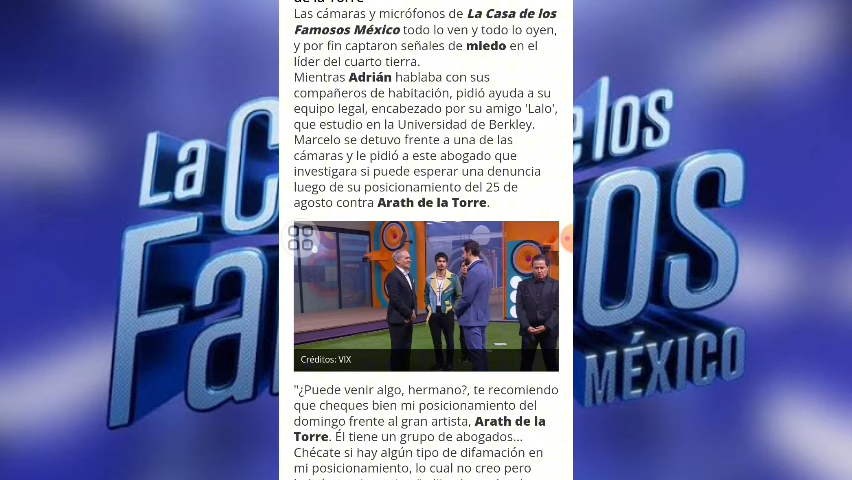 de la Torre
Las cámaras y micrófonos de La Casa de los
Famosos México todo lo ven y todo lo oyen,
y por fin captaron señales de miedo en el
líder del cuarto tierra.
Mientras Adrián hablaba con sus
compañeros de habitación, pidió ayuda a su
equipo legal, encabezado por su amigo 'Lalo',
que estudio en la Universidad de Berkley.
Marcelo se detuvo frente a una de las
cámaras y le pidió a este abogado que
investigara si puede esperar una denuncia
luego de su posicionamiento del 25 de
agosto contra Arath de la Torre.
Créditos: VIX
"¿Puede venir algo, hermano?, te recomiendo
que cheques bien mi posicionamiento del
domingo frente al gran artista, Arath de la
Torre. Él tiene un grupo de abogados...
Chécate si hay algún tipo de difamación en
mi posicionamiento, lo cual no creo pero
La C
Fa
e los
OS
MÉXICO